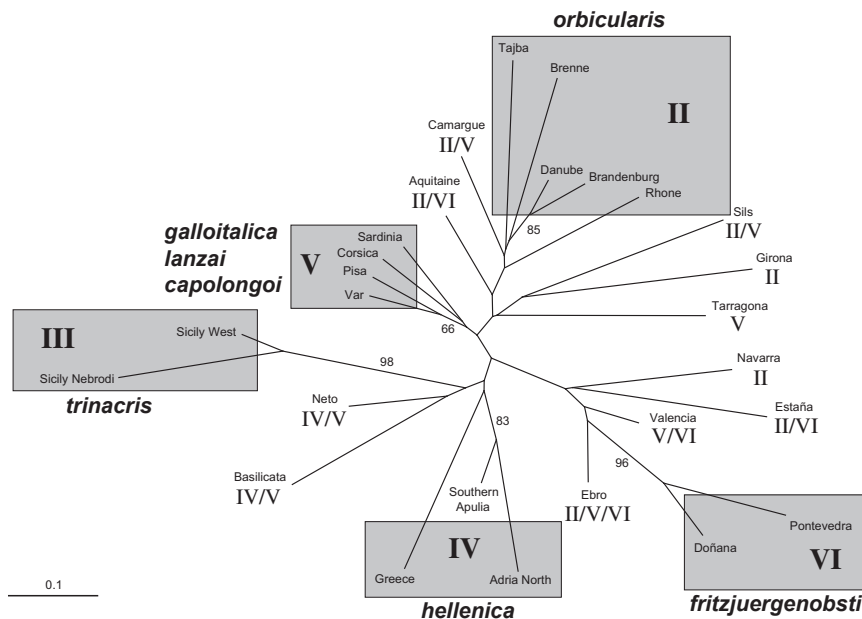 orbicularis
Tajba
Brenne
II
Camargue
II/V
Danube
Brandenburg
Rhone
Aquitaine
II/VI
85
Sils
II/V
galloitalica
lanzai
capolongoi
V
Sardinia
Corsica
Pisa
Var
66
Girona
II
Tarragona
V
III
Sicily West
Sicily Nebrodi
trinacris
98
Navarra
II
Neto
IV/V
Estaña
II/VI
Valencia
V/VI
83
96
Basilicata
IV/V
Southern
Apulia
Ebro
II/V/VI
IV
Greece
Adria North
hellenica
Pontevedra
Doñana
VI
fritzjuergenobsti
0.1